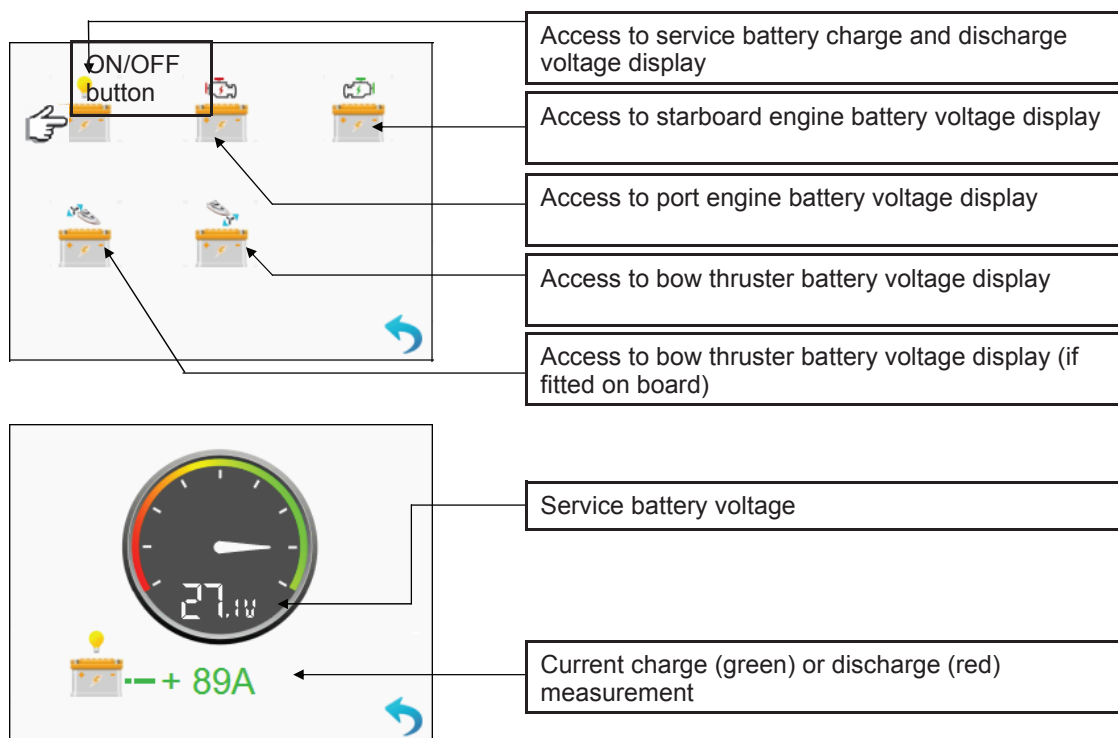 Access to service battery charge and discharge
voltage display
ON/OFF
button
Access to starboard engine battery voltage display
Access to port engine battery voltage display
Access to bow thruster battery voltage display
Access to bow thruster battery voltage display (if
fitted on board)
Service battery voltage
27.1V
Current charge (green) or discharge (red)
measurement
+ 89A